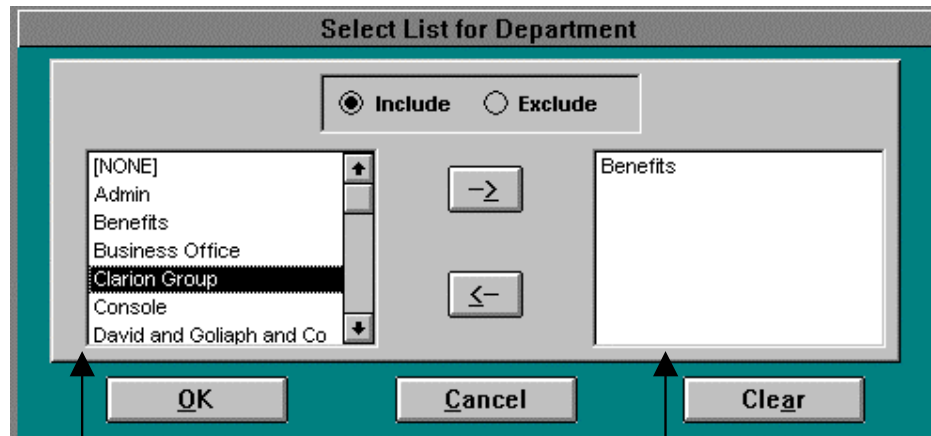 Select List for Department
Include Exclude
[NONE]
Admin
Benefits
Business Office
Clarion Group
Console
David and Goliaph and Co
->
<-
Benefits
OK Cancel Clear